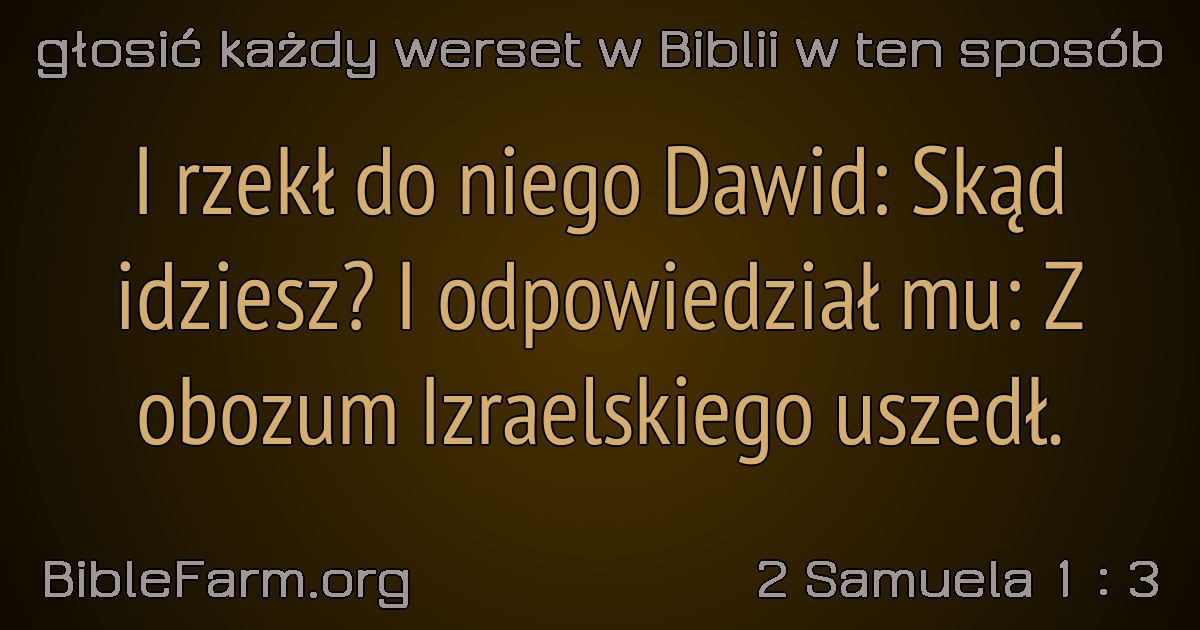 głosić każdy werset w Biblii w ten sposób
I rzekł do niego Dawid: Skąd
idziesz? I odpowiedział mu: Z
obozum Izraelskiego uszedł.
BibleFarm.org
2 Samuela 1 : 3